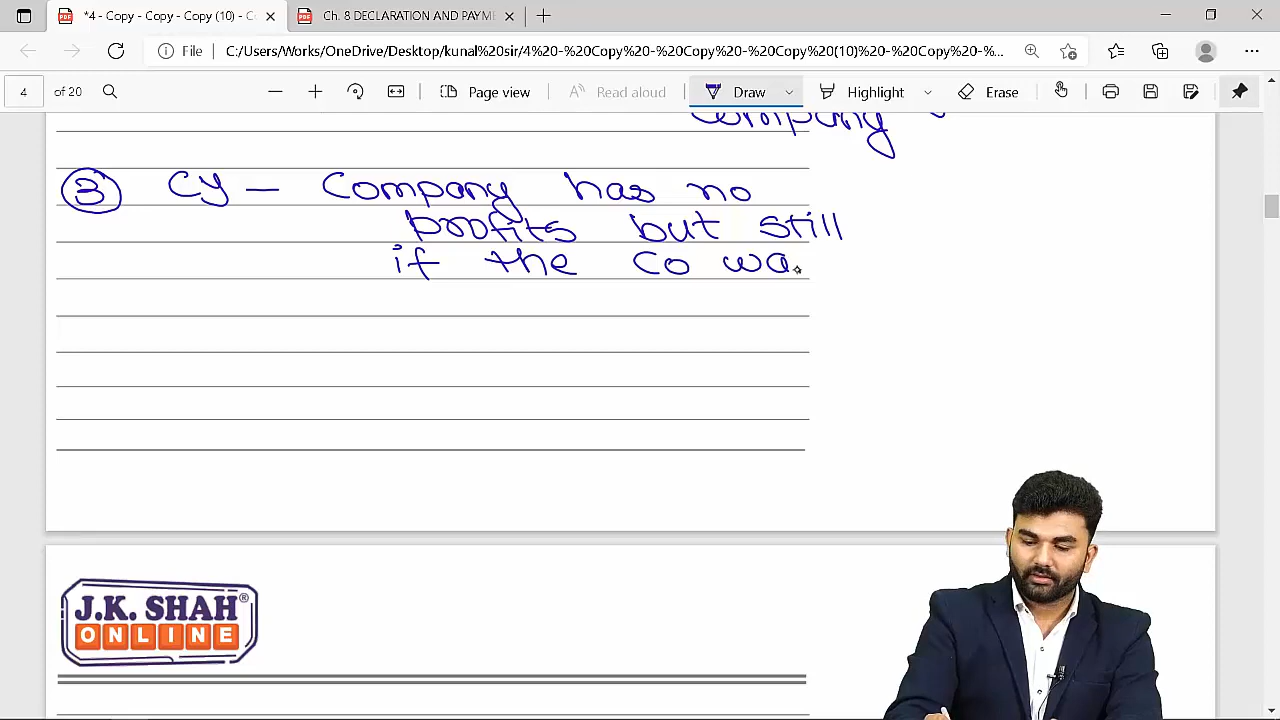 *4 - Copy - Copy - Copy (10) - C
Ch. 8 DECLARATION AND PAYM
File
C:/Users/Works/OneDrive/Desktop/kunal%20sir/4%20-%20Copy%20-%20Copy%20-%20Copy%20(10)%20-%20Copy%20-%...
4 of 20
Page view
Read aloud
Draw
Highlight
Erase
Company
3 CY - Company has no
profits but still
if the Co wa
J.K. SHAH®
ONLINE